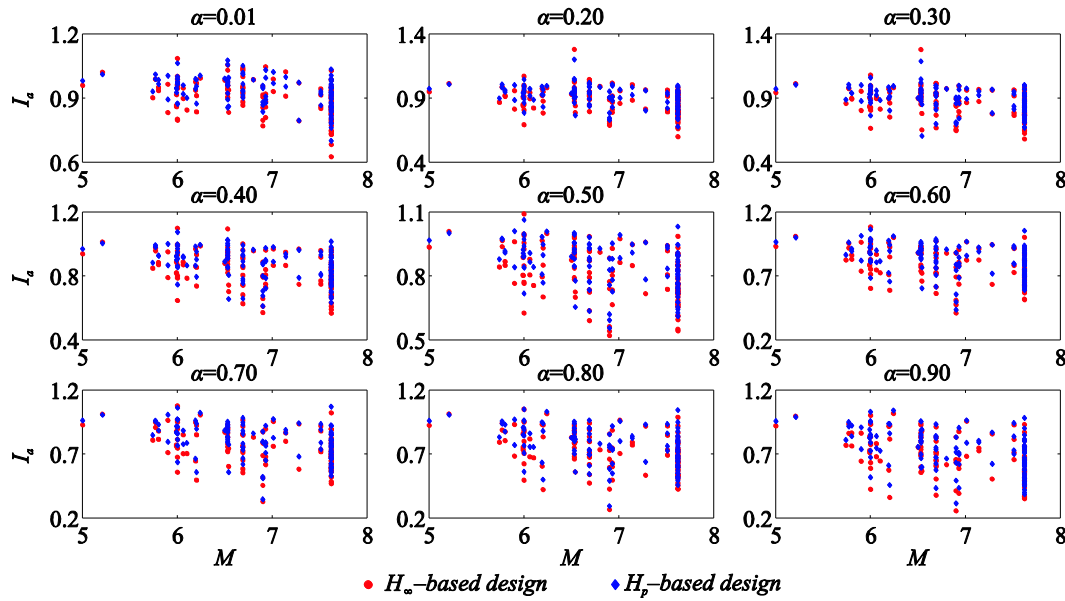 α=0.01 α=0.20 α=0.30
1.2 1.4 1.4
I_a 0.9 0.9 0.9
0.6 0.4 0.4
5 6 7 8 5 6 7 8 5 6 7 8
α=0.40 α=0.50 α=0.60
1.2 1.1 1.2
I_a 0.8 0.8 0.7
0.4 0.5 0.2
5 6 7 8 5 6 7 8 5 6 7 8
α=0.70 α=0.80 α=0.90
1.2 1.2 1.2
I_a 0.7 0.7 0.7
0.2 0.2 0.2
5 6 7 8 5 6 7 8 5 6 7 8
M M M
H_∞–based design H_p–based design